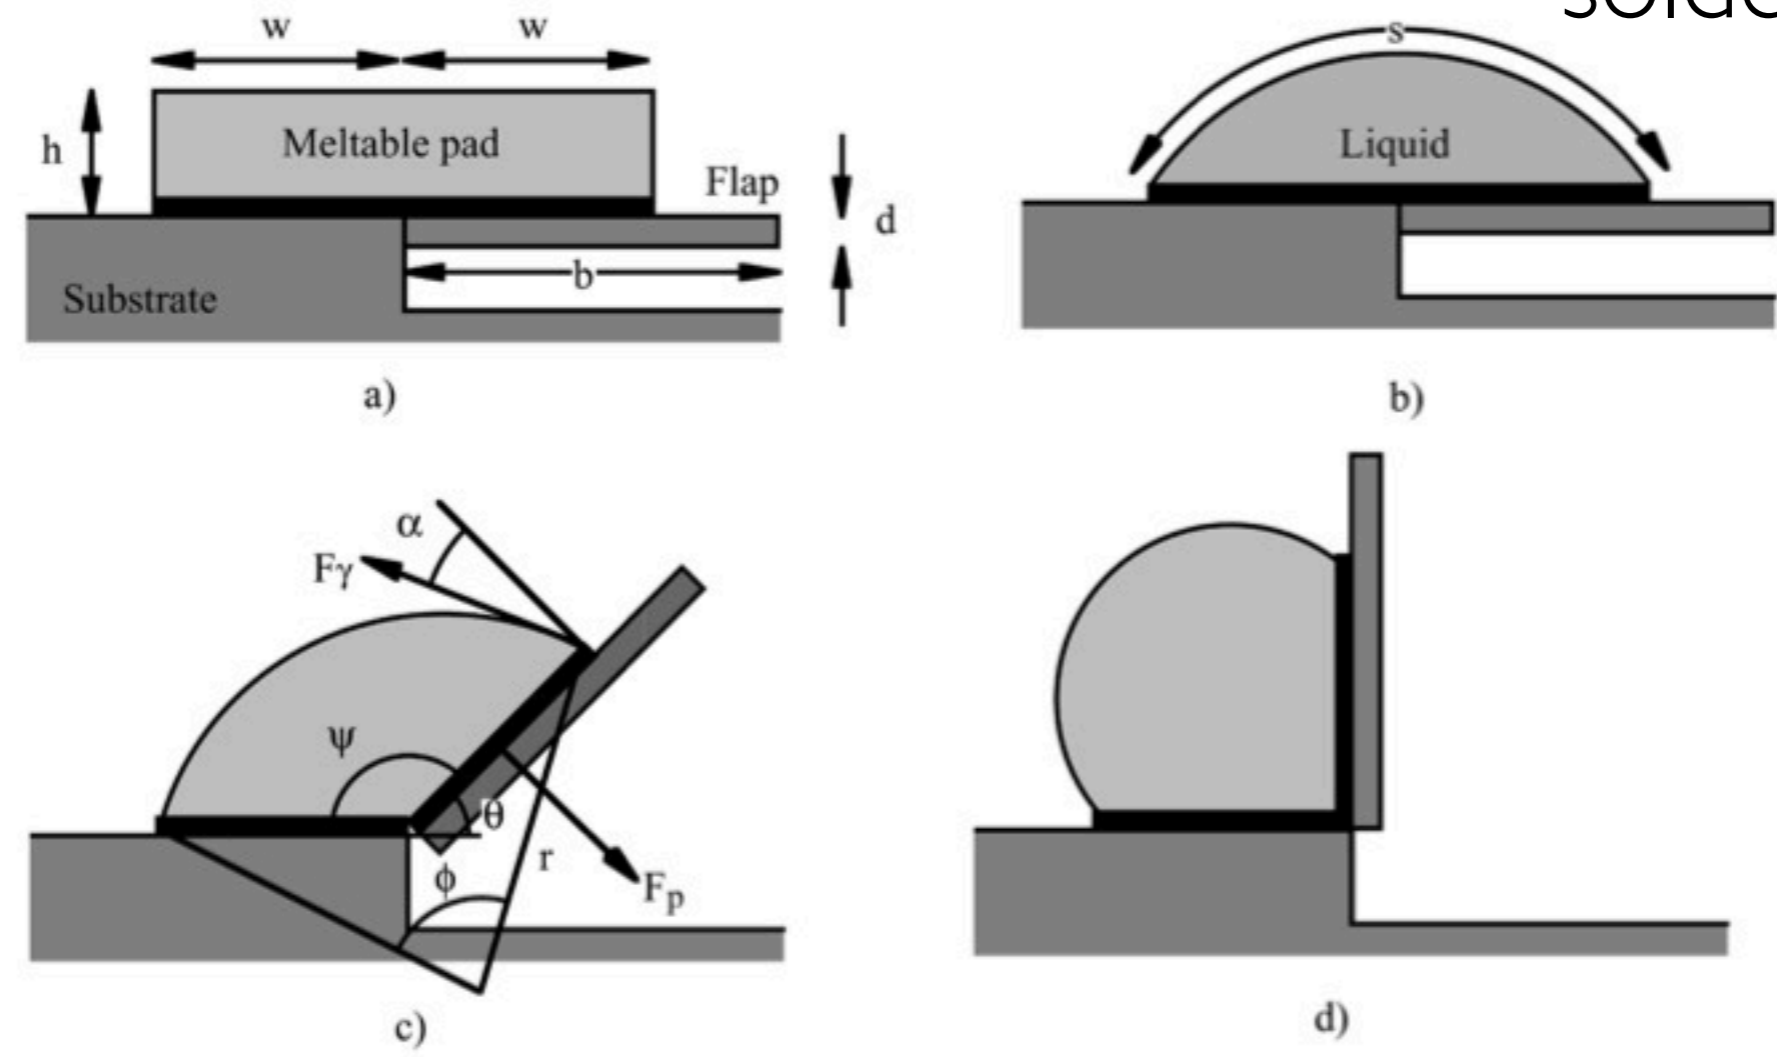 w w
h
Meltable pad
Flap
d
b
Substrate
a)
s
Liquid
b)
α
Fγ
ψ
θ
r
ϕ
Fp
c)
d)